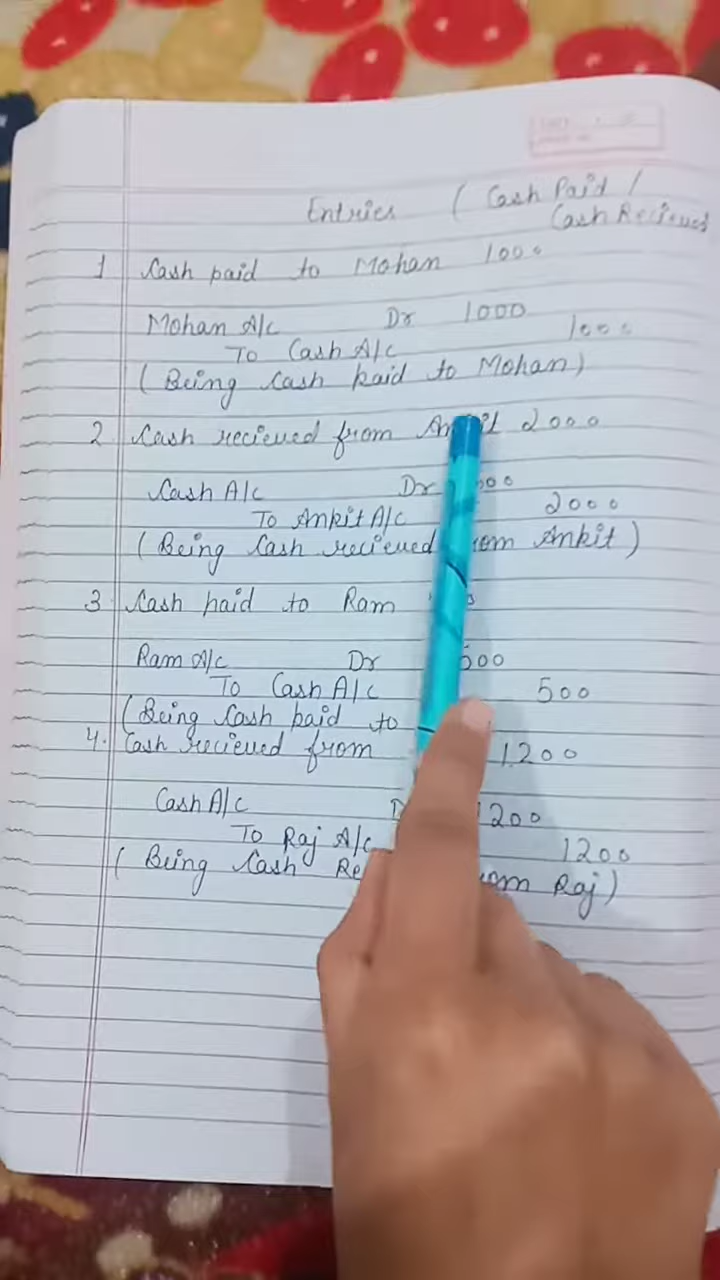 Entries ( Cash Paid /
Cash Recieved
1 Cash paid to Mohan 1000
Mohan A/c Dr 1000
To Cash A/c 1000
( Being Cash paid to Mohan )
2 Cash recieved from 2000
Cash A/c Dr
To Ankit A/c 2000
( Being Cash recieved from Ankit )
3 Cash paid to Ram
Ram A/c Dr 500
To Cash A/c 500
( Being Cash paid to
4. Cash recieved from 1200
Cash A/c 1200
To Raj A/c 1200
( Being Cash Raj )